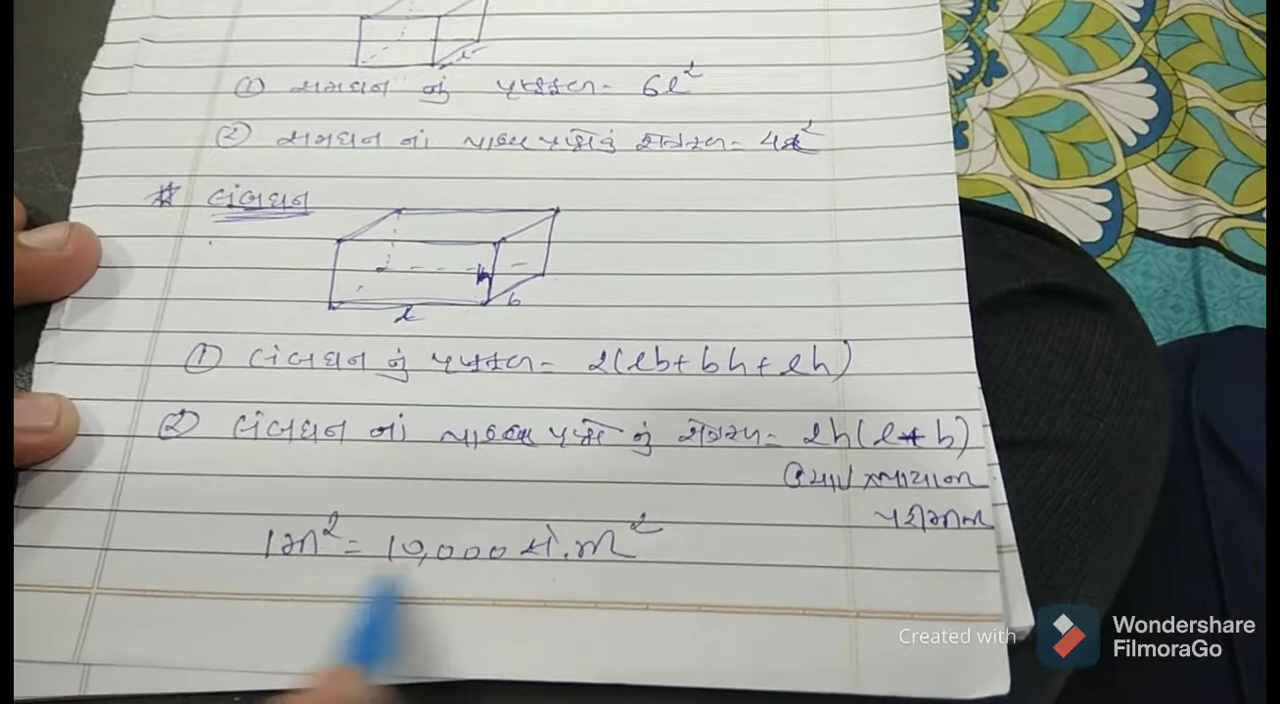 l
① સમઘન નું પૃષ્ઠફળ = 6l²
② સમઘન નાં પાર્શ્વ પૃષ્ઠોનું ક્ષેત્રફળ = 4l²
* લંબઘન
h
b
l
① લંબઘન નું પૃષ્ઠફળ = 2(lb+bh+lh)
② લંબઘન નાં પાર્શ્વ પૃષ્ઠો નું ક્ષેત્રફળ = 2h(l+b)
1મી² = 10,000 સે.મી²
Created with
Wondershare
FilmoraGo